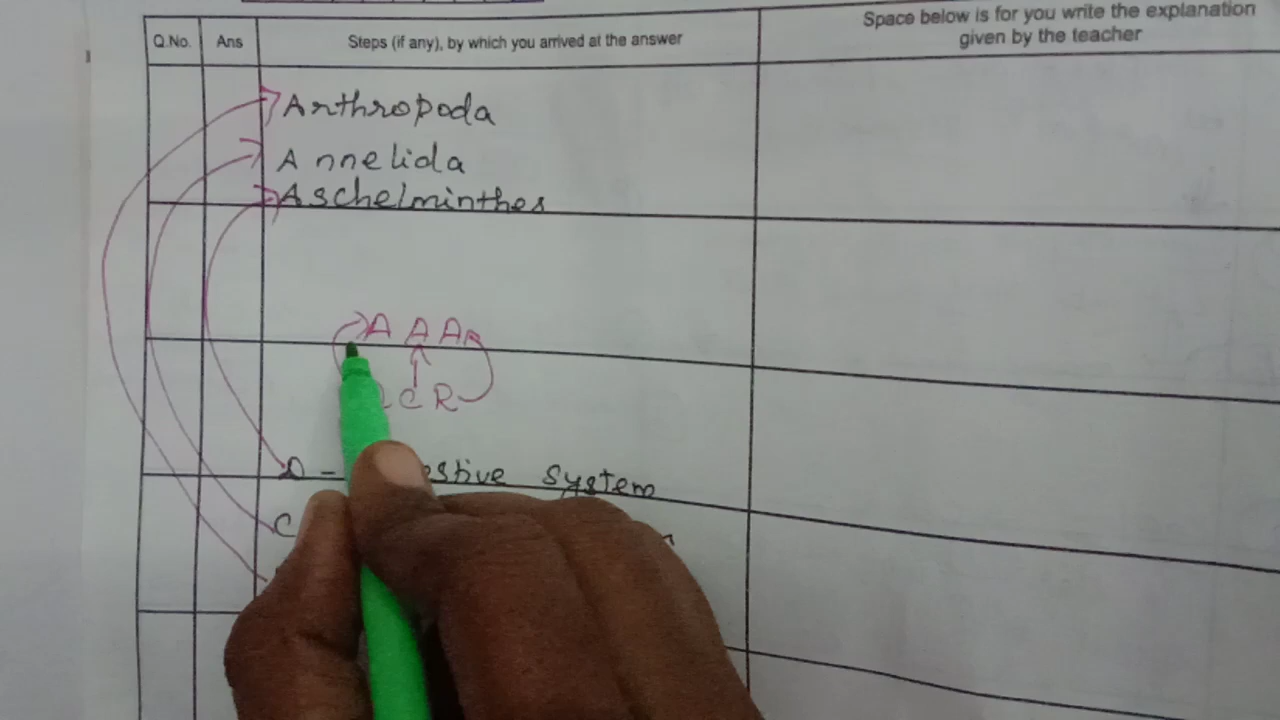 Q.No. Ans Steps (if any), by which you arrived at the answer Space below is for you write the explanation
given by the teacher
Arthropoda
Annelida
Aschelminthes
A A A
C R
D - estive system
C